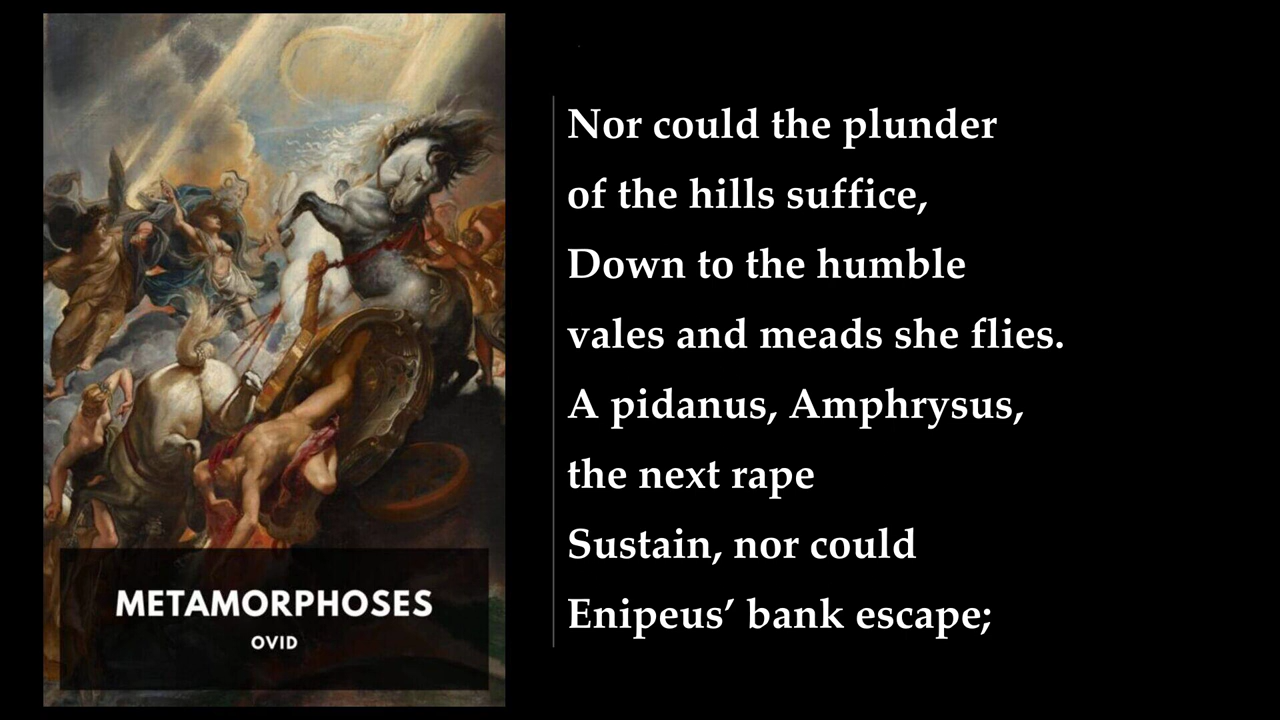 METAMORPHOSES
OVID
Nor could the plunder
of the hills suffice,
Down to the humble
vales and meads she flies.
A pidanus, Amphrysus,
the next rape
Sustain, nor could
Enipeus’ bank escape;